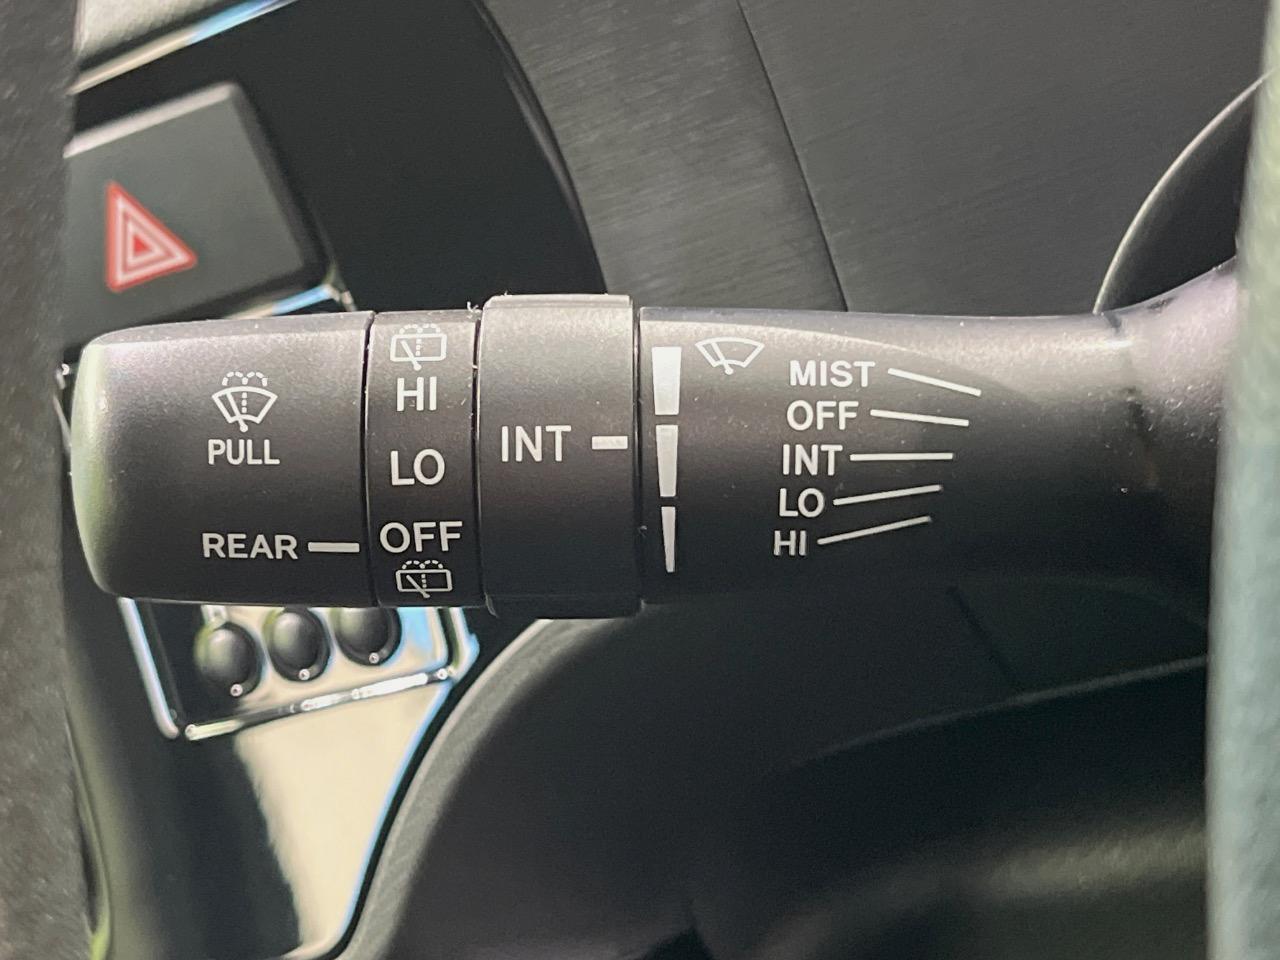 PULL
REAR
HI
LO
OFF
INT
MIST
OFF
INT
LO
HI